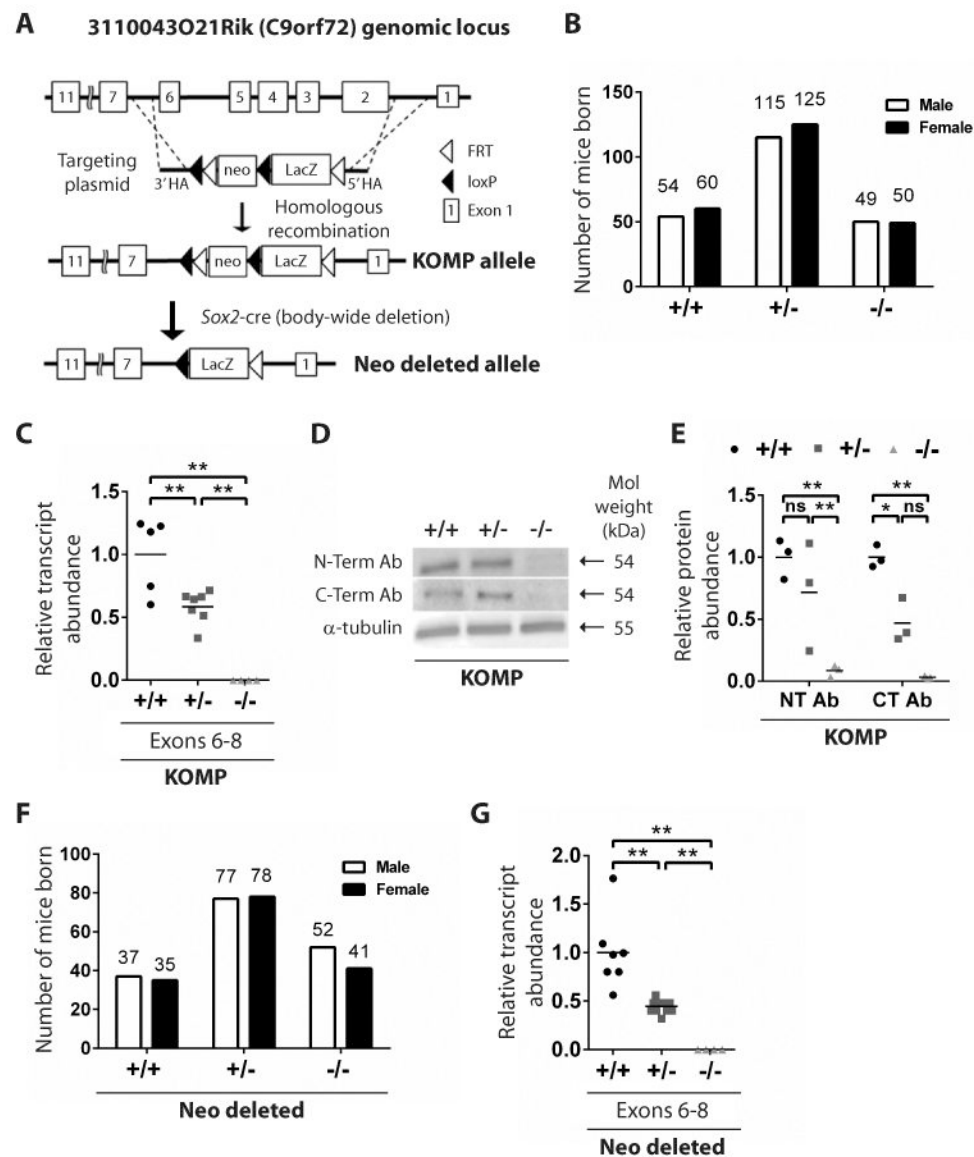 A
3110043O21Rik (C9orf72) genomic locus
11 7 6 5 4 3 2 1
Targeting
plasmid
3'HA
neo
LacZ
5'HA
FRT
loxP
1 Exon 1
Homologous
recombination
11 7 neo LacZ 1 KOMP allele
Sox2-cre (body-wide deletion)
11 7 LacZ 1 Neo deleted allele
B
Number of mice born
150
100
50
0
54 60 115 125 49 50
Male
Female
+/+ +/- -/-
C
Relative transcript
abundance
1.5
1.0
0.5
0.0
**
** **
+/+ +/- -/-
Exons 6-8
KOMP
D
Mol
weight
(kDa)
+/+ +/- -/-
N-Term Ab 54
C-Term Ab 54
α-tubulin 55
KOMP
E
+/+ +/- -/-
Relative protein
abundance
1.5
1.0
0.5
0.0
** **
ns ** * ns
NT Ab CT Ab
KOMP
F
Number of mice born
100
80
60
40
20
0
37 35 77 78 52 41
Male
Female
+/+ +/- -/-
Neo deleted
G
Relative transcript
abundance
2.0
1.5
1.0
0.5
0.0
**
** **
+/+ +/- -/-
Exons 6-8
Neo deleted